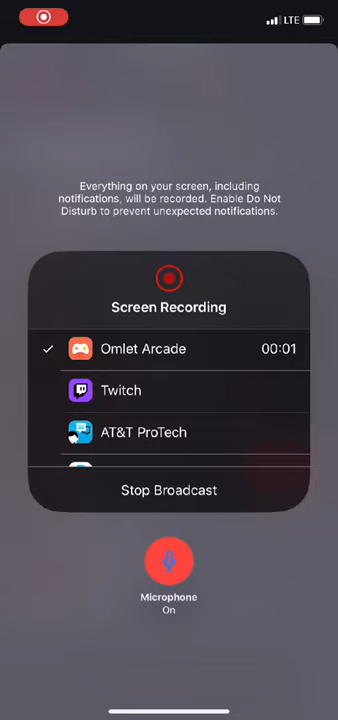 LTE
Everything on your screen, including
notifications, will be recorded. Enable Do Not
Disturb to prevent unexpected notifications.
Screen Recording
Omlet Arcade 00:01
Twitch
AT&T ProTech
Stop Broadcast
Microphone
On